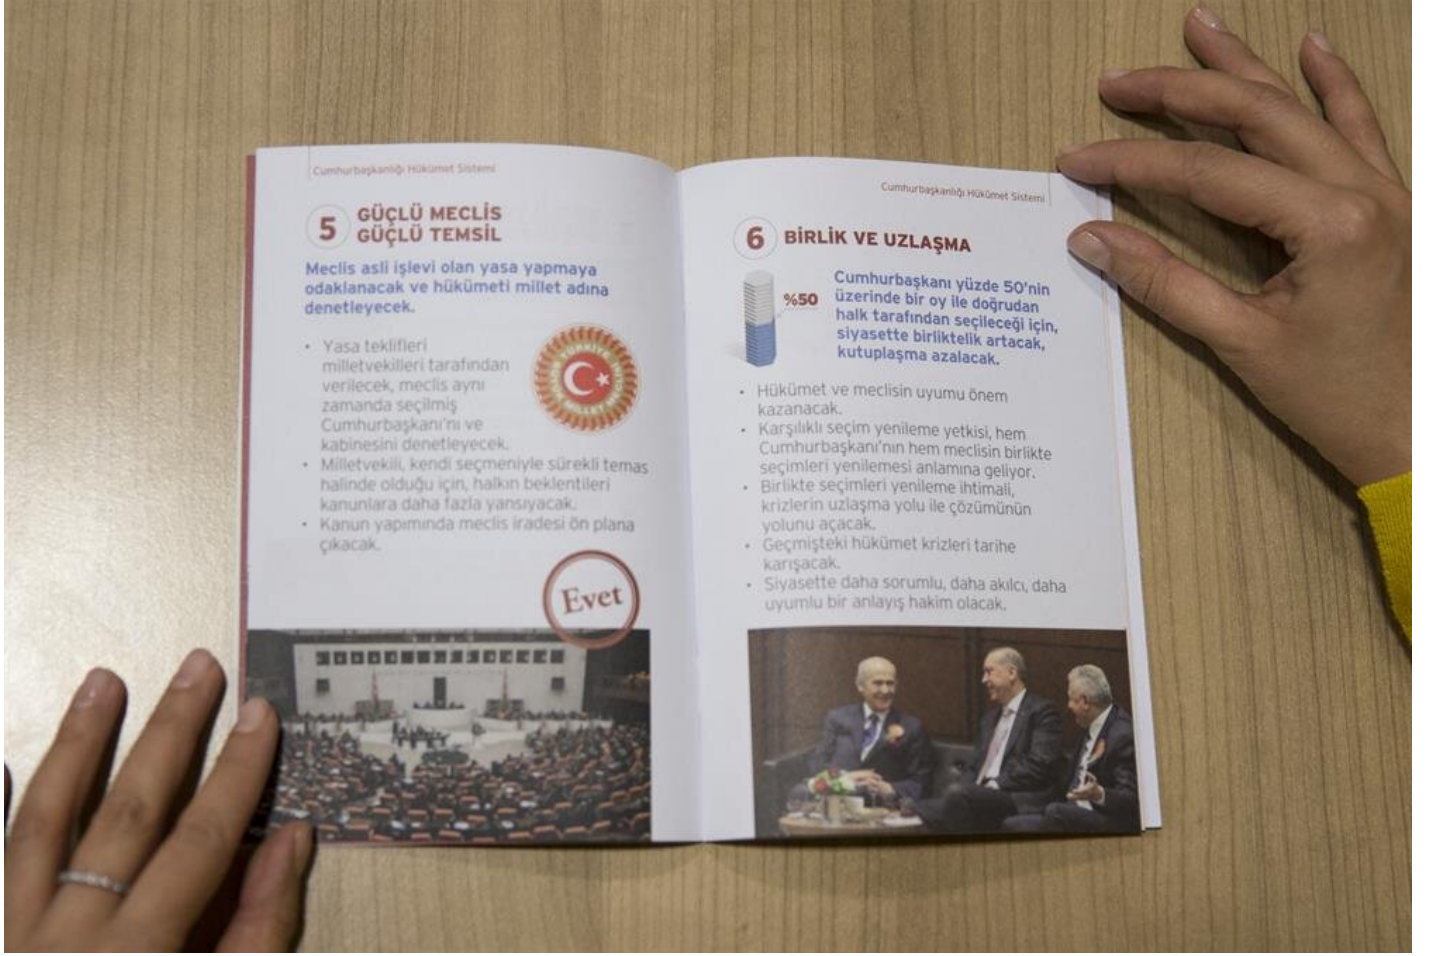 Cumhurbaşkanlığı Hükümet Sistemi
5
GÜÇLÜ MECLİS
GÜÇLÜ TEMSİL
Meclis asli işlevi olan yasa yapmaya
odaklanacak ve hükümeti millet adına
denetleyecek.
• Yasa teklifleri
milletvekilleri tarafından
verilecek, meclis aynı
zamanda seçilmiş
Cumhurbaşkanı'nı ve
kabinesini denetleyecek.
• Milletvekili, kendi seçmeniyle sürekli temas
halinde olduğu için, halkın beklentileri
kanunlara daha fazla yansıyacak.
• Kanun yapımında meclis iradesi ön plana
çıkacak.
Evet
Cumhurbaşkanlığı Hükümet Sistemi
6
BİRLİK VE UZLAŞMA
%50
Cumhurbaşkanı yüzde 50'nin
üzerinde bir oy ile doğrudan
halk tarafından seçileceği için,
siyasette birliktelik artacak,
kutuplaşma azalacak.
• Hükümet ve meclisin uyumu önem
kazanacak.
• Karşılıklı seçim yenileme yetkisi, hem
Cumhurbaşkanı'nın hem meclisin birlikte
seçimleri yenilemesi anlamına geliyor.
• Birlikte seçimleri yenileme ihtimali,
krizlerin uzlaşma yolu ile çözümünün
yolunu açacak.
• Geçmişteki hükümet krizleri tarihe
karışacak.
• Siyasette daha sorumlu, daha akılcı, daha
uyumlu bir anlayış hakim olacak.